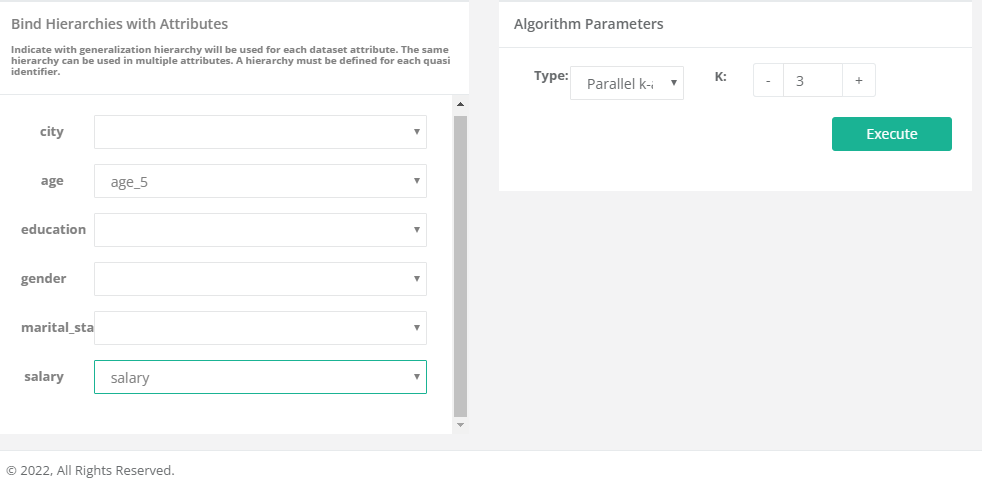 Bind Hierarchies with Attributes
Indicate with generalization hierarchy will be used for each dataset attribute. The same
hierarchy can be used in multiple attributes. A hierarchy must be defined for each quasi
identifier.
city
age age_5
education
gender
marital_sta
salary salary
Algorithm Parameters
Type: Parallel k- K: - 3 +
Execute
© 2022, All Rights Reserved.